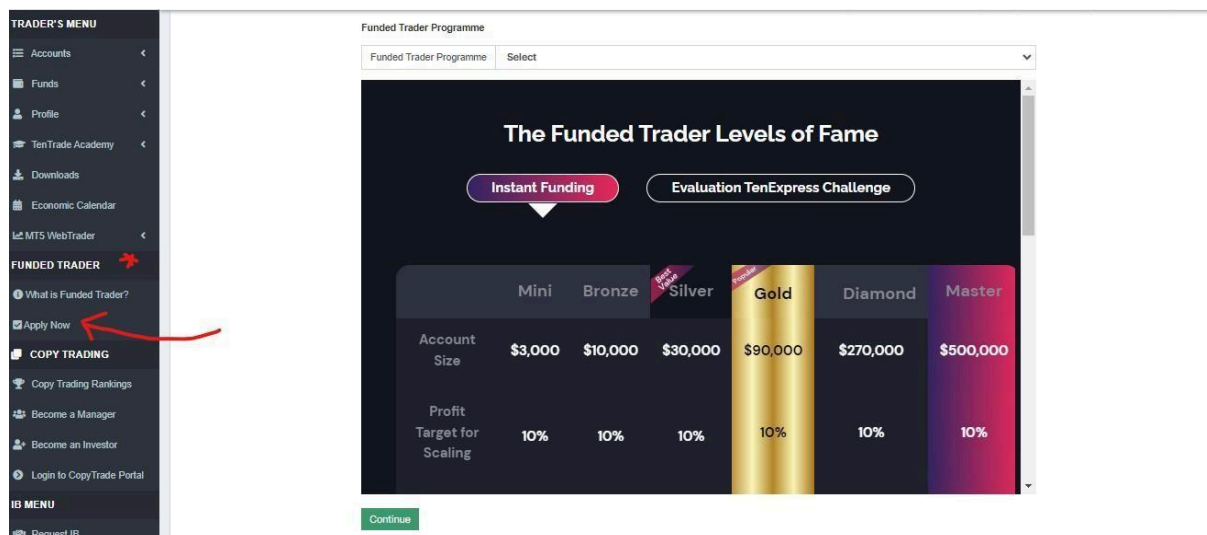 TRADER'S MENU
Accounts
Funds
Profile
TenTrade Academy
Downloads
Economic Calendar
MT5 WebTrader
FUNDED TRADER
What is Funded Trader?
Apply Now
COPY TRADING
Copy Trading Rankings
Become a Manager
Become an Investor
Login to CopyTrade Portal
IB MENU
Request IB
Funded Trader Programme
Funded Trader Programme Select
The Funded Trader Levels of Fame
Instant Funding Evaluation TenExpress Challenge
Best
Value
Popular
Mini Bronze Silver Gold Diamond Master
Account
Size
$3,000 $10,000 $30,000 $90,000 $270,000 $500,000
Profit
Target for
Scaling
10% 10% 10% 10% 10% 10%
Continue